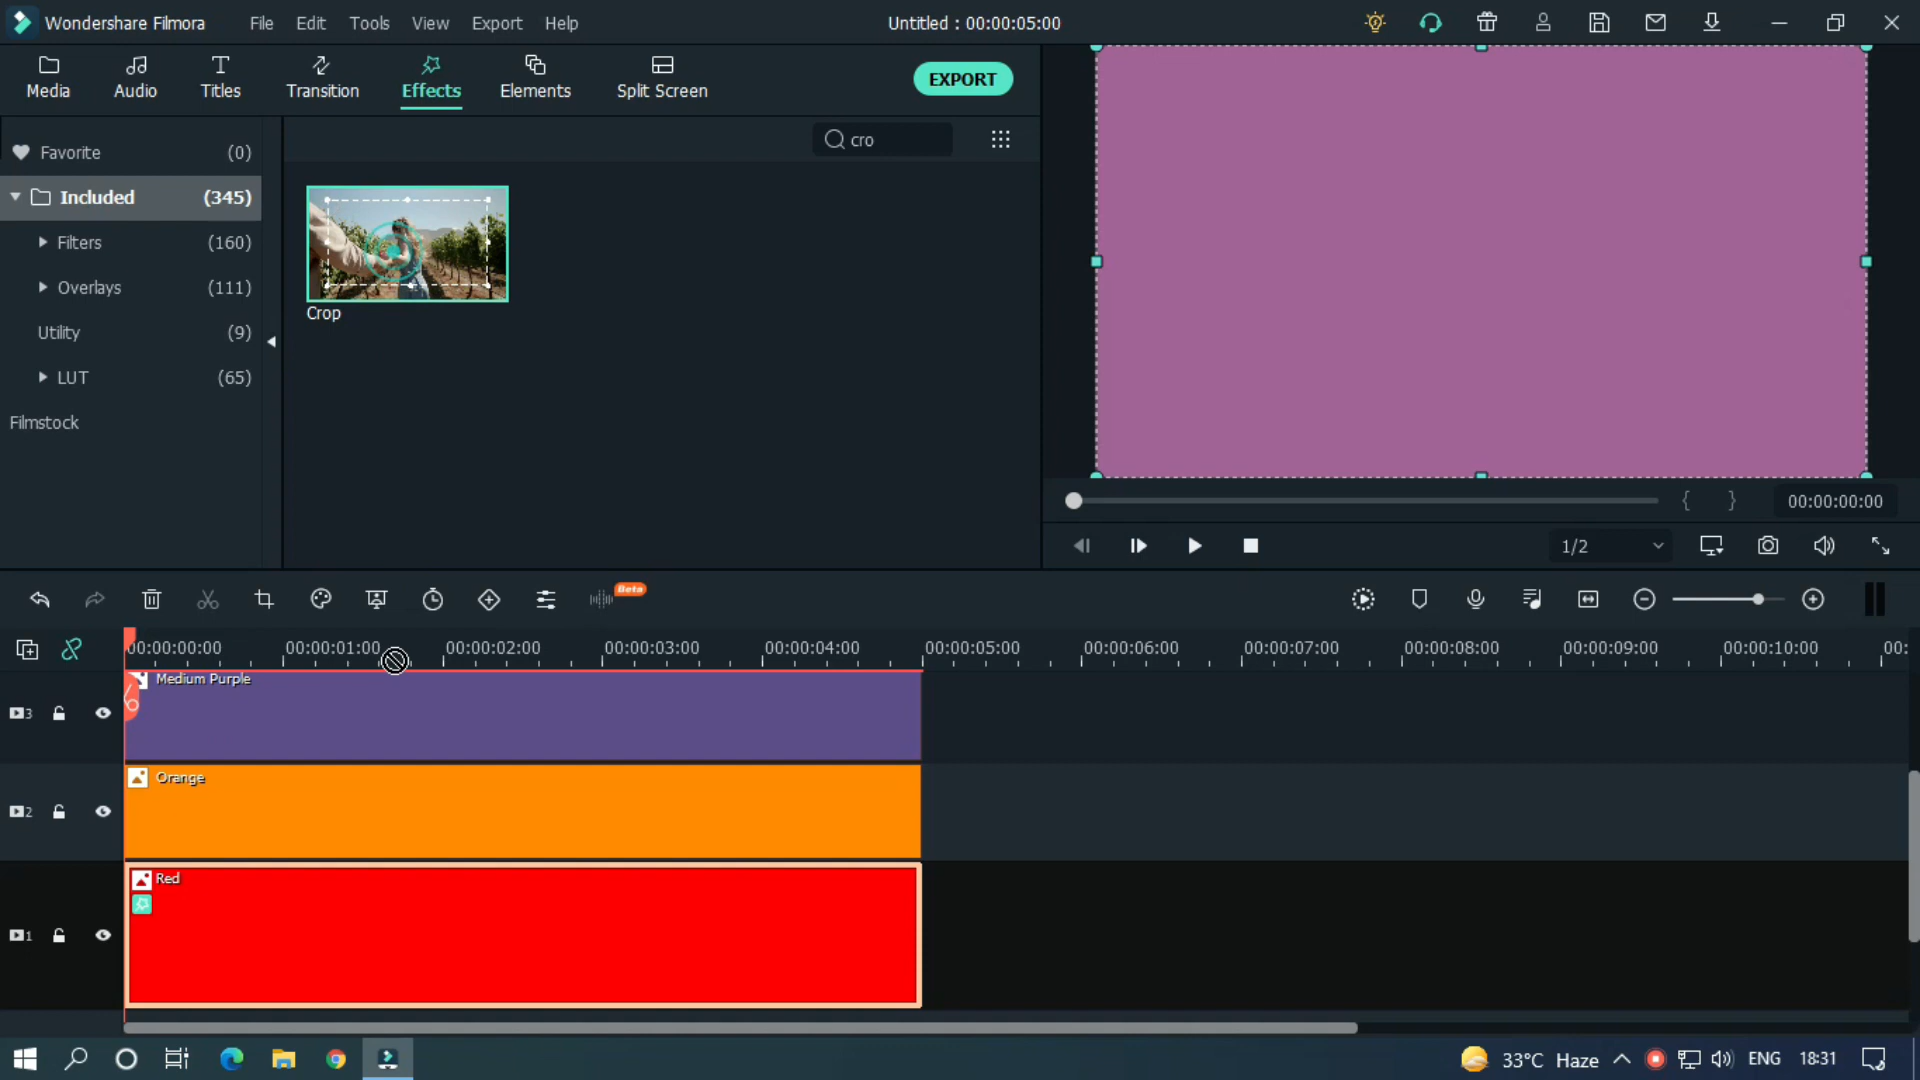 Wondershare Filmora
File
Edit
Tools
View
Export
Help
Untitled : 00:00:05:00
Media
Audio
Titles
Transition
Effects
Elements
Split Screen
EXPORT
Favorite (0)
Included (345)
Filters (160)
Overlays (111)
Utility (9)
LUT (65)
Filmstock
cro
Crop
{ }
00:00:00:00
1/2
Beta
00:00:00:00
00:00:01:00
00:00:02:00
00:00:03:00
00:00:04:00
00:00:05:00
00:00:06:00
00:00:07:00
00:00:08:00
00:00:09:00
00:00:10:00
00:
3
Medium Purple
2
Orange
1
Red
33°C Haze
ENG
18:31